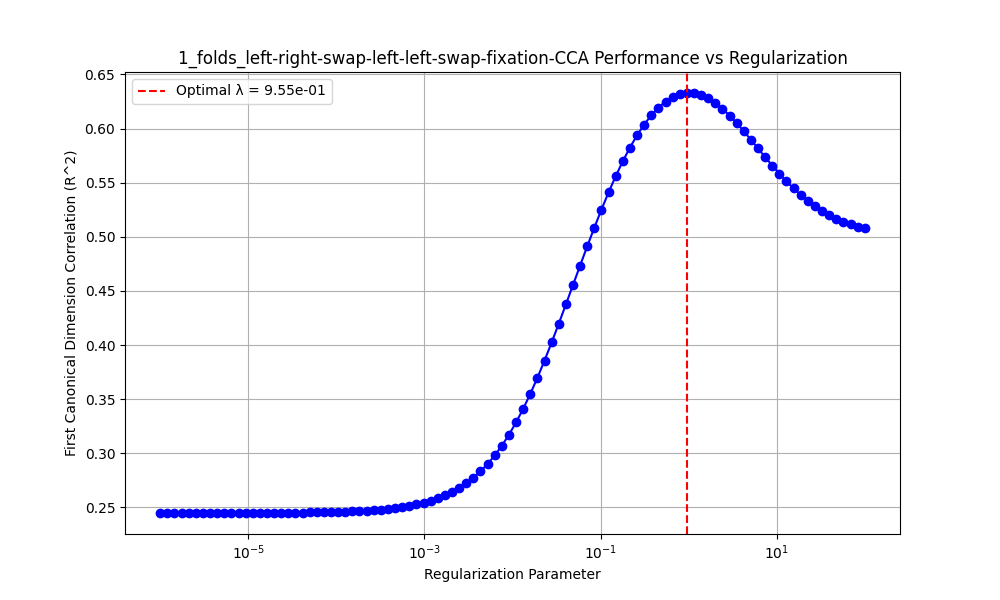 1_folds_left-right-swap-left-left-swap-fixation-CCA Performance vs Regularization
Optimal λ = 9.55e-01
First Canonical Dimension Correlation (R^2)
0.65
0.60
0.55
0.50
0.45
0.40
0.35
0.30
0.25
10⁻⁵ 10⁻³ 10⁻¹ 10¹
Regularization Parameter